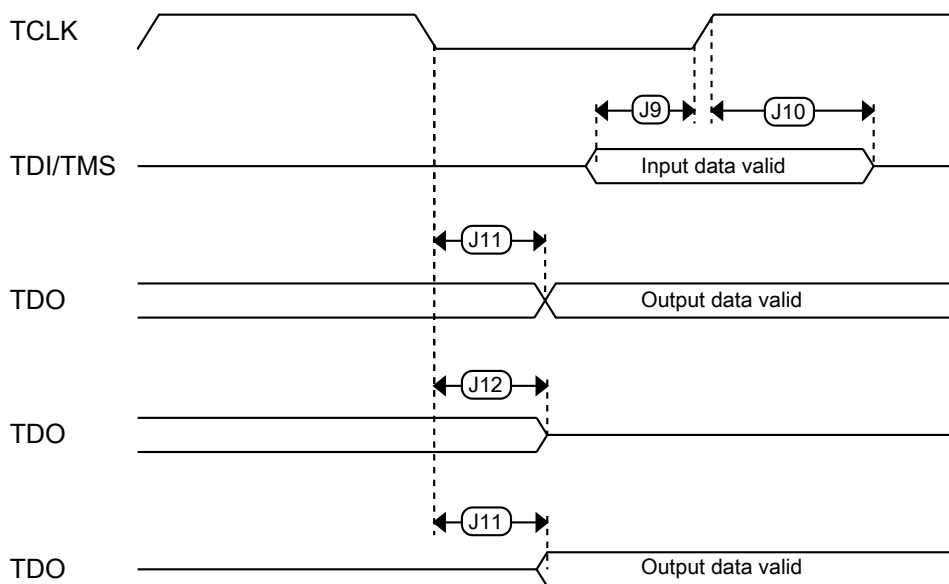 TCLK
J9
J10
TDI/TMS
Input data valid
J11
TDO
Output data valid
J12
TDO
J11
TDO
Output data valid